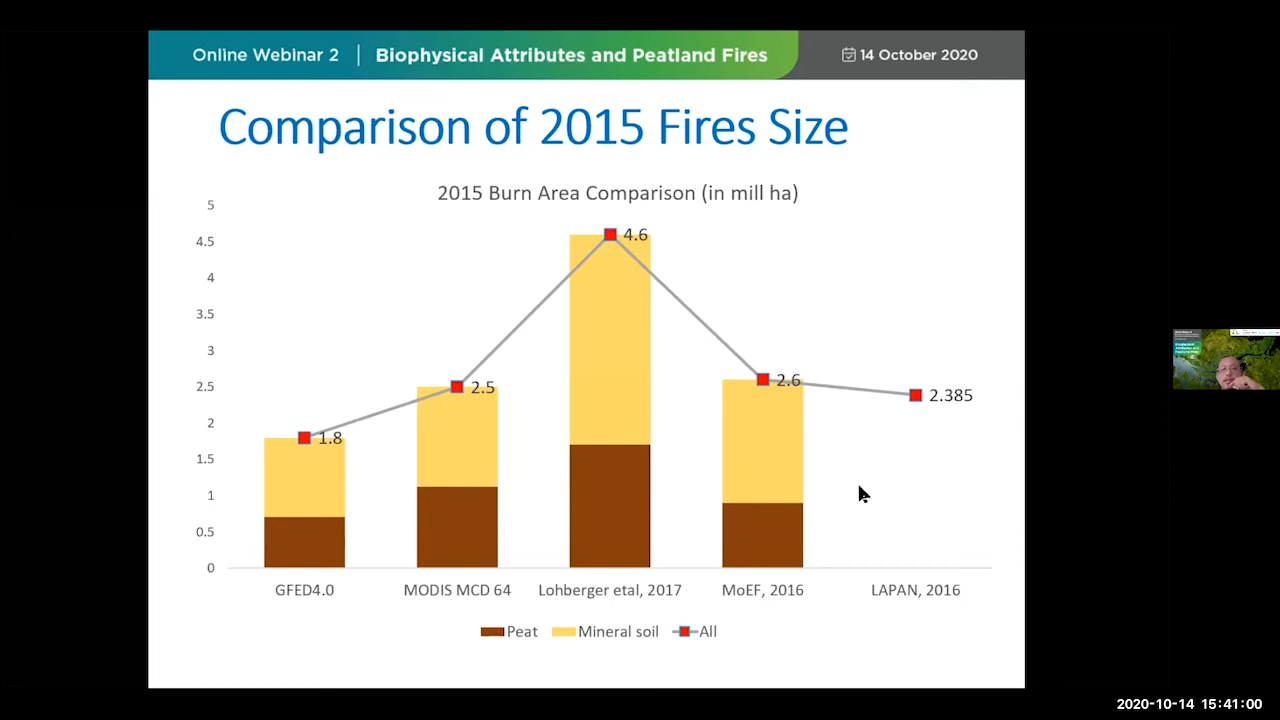 Online Webinar 2 | Biophysical Attributes and Peatland Fires
14 October 2020
Comparison of 2015 Fires Size
2015 Burn Area Comparison (in mill ha)
5
4.5
4
3.5
3
2.5
2
1.5
1
0.5
0
1.8
2.5
4.6
2.6
2.385
GFED4.0
MODIS MCD 64
Lohberger etal, 2017
MoEF, 2016
LAPAN, 2016
Peat
Mineral soil
All
2020-10-14 15:41:00